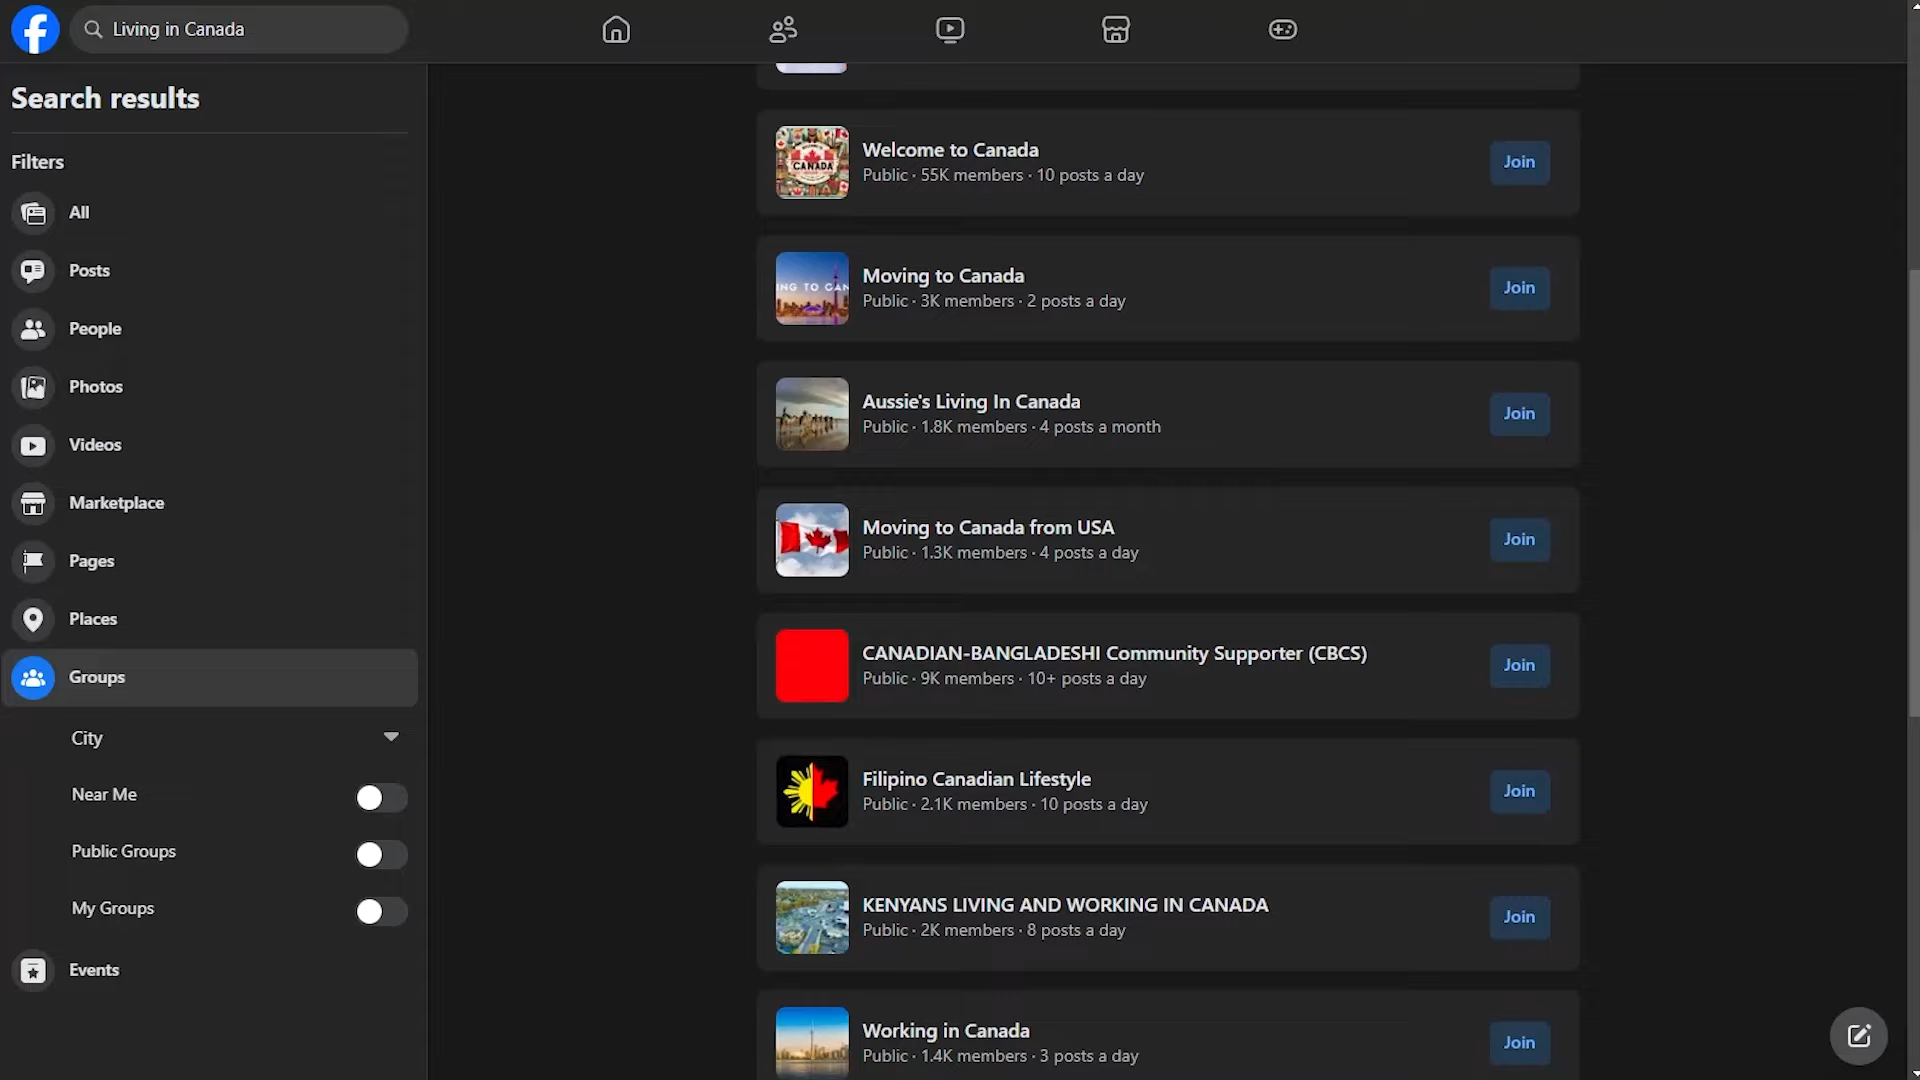 Living in Canada
Search results
Filters
All
Posts
People
Photos
Videos
Marketplace
Pages
Places
Groups
City
Near Me
Public Groups
My Groups
Events
CANADA
Welcome to Canada
Public · 55K members · 10 posts a day
Join
ING TO CAN
Moving to Canada
Public · 3K members · 2 posts a day
Join
Aussie's Living In Canada
Public · 1.8K members · 4 posts a month
Join
Moving to Canada from USA
Public · 1.3K members · 4 posts a day
Join
CANADIAN-BANGLADESHI Community Supporter (CBCS)
Public · 9K members · 10+ posts a day
Join
Filipino Canadian Lifestyle
Public · 2.1K members · 10 posts a day
Join
KENYANS LIVING AND WORKING IN CANADA
Public · 2K members · 8 posts a day
Join
Working in Canada
Public · 1.4K members · 3 posts a day
Join